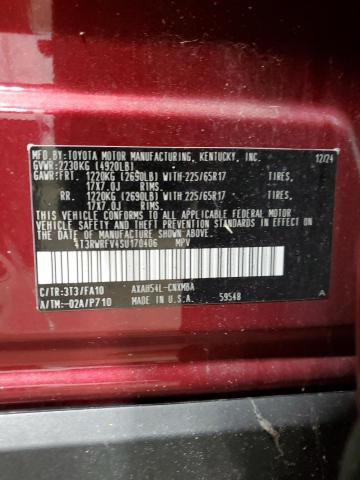 MFD.BY:TOYOTA MOTOR MANUFACTURING, KENTUCKY, INC. 12/24
GVWR:2230KG (4920LB)
GAWR:FRT. 1220KG (2690LB) WITH 225/65R17 TIRES,
17X7.0J RIMS.
RR. 1220KG (2690LB) WITH 225/65R17 TIRES,
17X7.0J RIMS
THIS VEHICLE CONFORMS TO ALL APPLICABLE FEDERAL MOTOR
VEHICLE SAFETY STANDARDS IN EFFECT ON THE DATE OF MANUFACTURE
SHOWN ABOVE.
4T3RWRFV4SU170406 MPV
C/TR:3T3/FA10 AXAH54L-CNXMBA
A/TM:-02A/P710 MADE IN U.S.A. 59548 A